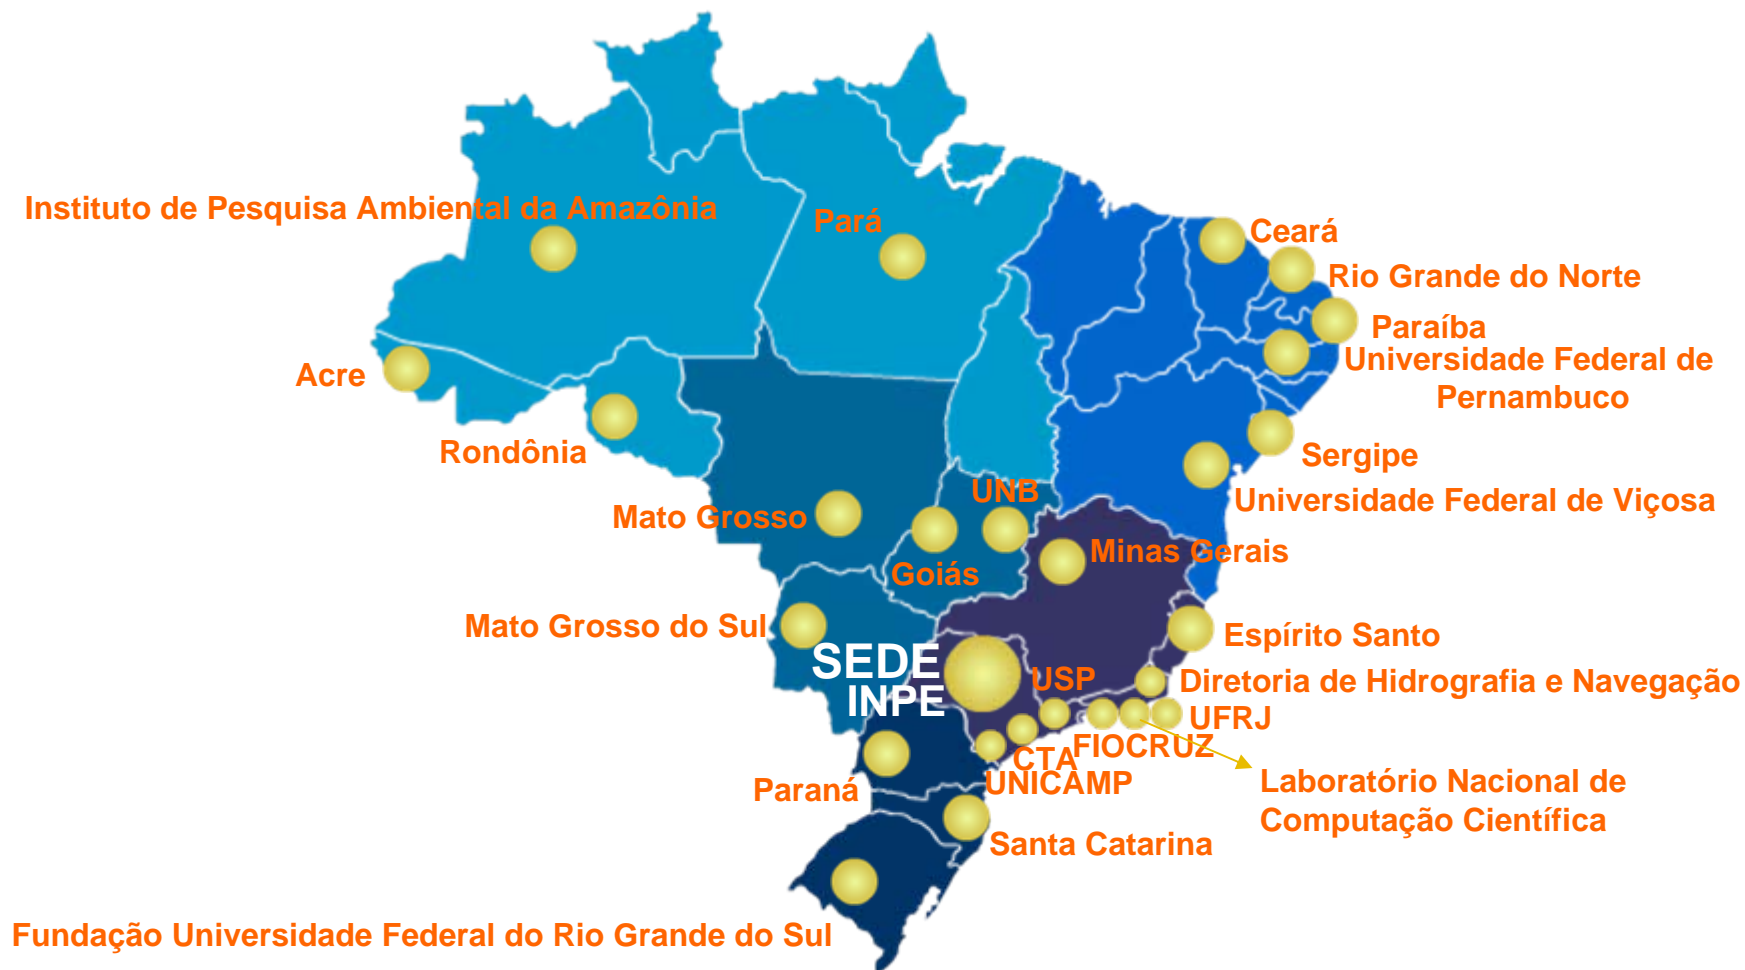 Instituto de Pesquisa Ambiental da Amazônia
Pará
Ceará
Rio Grande do Norte
Paraíba
Universidade Federal de
Pernambuco
Acre
Rondônia
Sergipe
UNB
Universidade Federal de Viçosa
Mato Grosso
Minas Gerais
Goiás
Mato Grosso do Sul
Espírito Santo
SEDE
INPE
USP
Diretoria de Hidrografia e Navegação
UFRJ
FIOCRUZ
CTA
UNICAMP
Laboratório Nacional de
Computação Científica
Paraná
Santa Catarina
Fundação Universidade Federal do Rio Grande do Sul